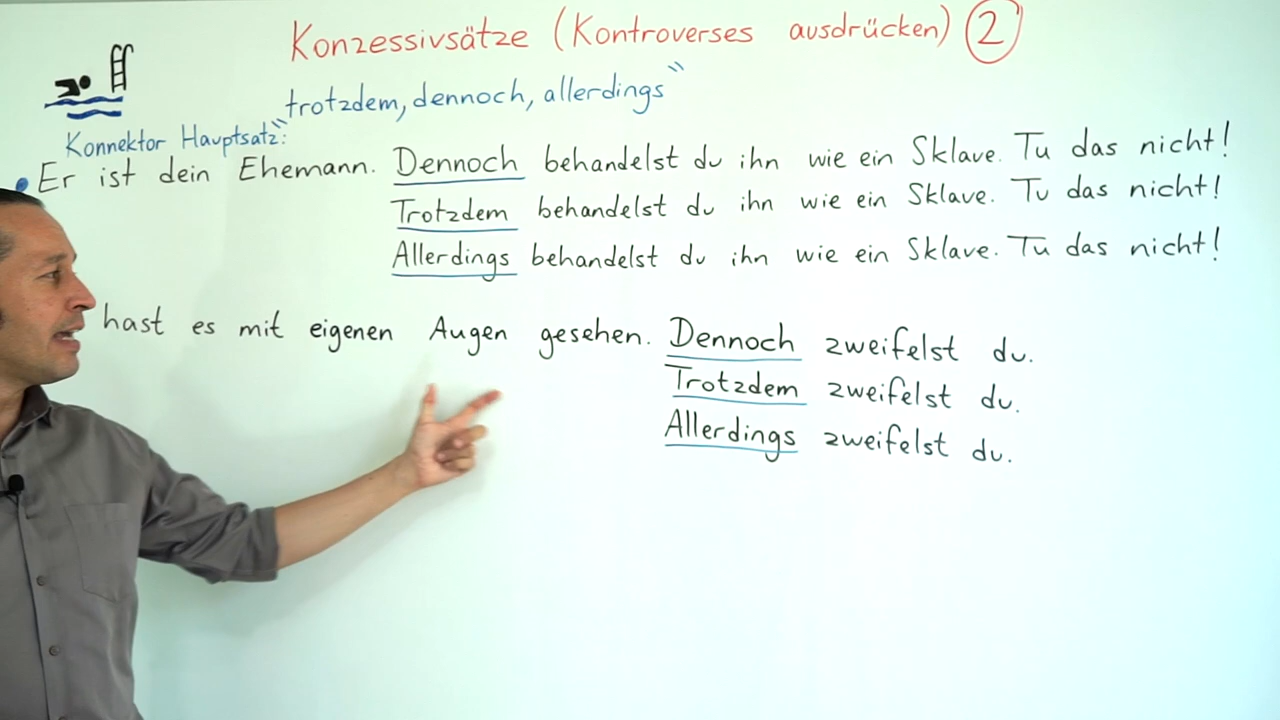 Konzessivsätze (Kontroverses ausdrücken) 2
trotzdem, dennoch, allerdings"
Konnektor Hauptsatz":
Er ist dein Ehemann. Dennoch behandelst du ihn wie ein Sklave. Tu das nicht!
Trotzdem behandelst du ihn wie ein Sklave. Tu das nicht!
Allerdings behandelst du ihn wie ein Sklave. Tu das nicht!
hast es mit eigenen Augen gesehen. Dennoch zweifelst du.
Trotzdem zweifelst du.
Allerdings zweifelst du.